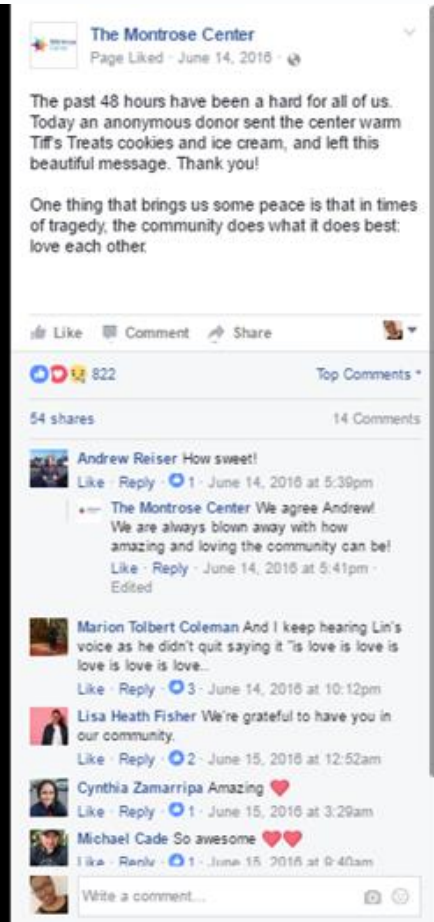 The Montrose Center
Page Liked · June 14, 2016 ·
The past 48 hours have been a hard for all of us.
Today an anonymous donor sent the center warm
Tiff's Treats cookies and ice cream, and left this
beautiful message. Thank you!
One thing that brings us some peace is that in times
of tragedy, the community does what it does best:
love each other.
Like Comment Share
822 Top Comments
54 shares 14 Comments
Andrew Reiser How sweet!
Like · Reply · 1 · June 14, 2016 at 5:39pm
The Montrose Center We agree Andrew!
We are always blown away with how
amazing and loving the community can be!
Like · Reply · June 14, 2016 at 5:41pm ·
Edited
Marion Tolbert Coleman And I keep hearing Lin's
voice as he didn't quit saying it "is love is love is
love is love is love..
Like · Reply · 3 · June 14, 2016 at 10:12pm
Lisa Heath Fisher We're grateful to have you in
our community.
Like · Reply · 2 · June 15, 2016 at 12:52am
Cynthia Zamarripa Amazing ❤
Like · Reply · 1 · June 15, 2016 at 3:29am
Michael Cade So awesome ❤❤
Like · Reply · 1 · June 15, 2016 at 9:40am
Write a comment...